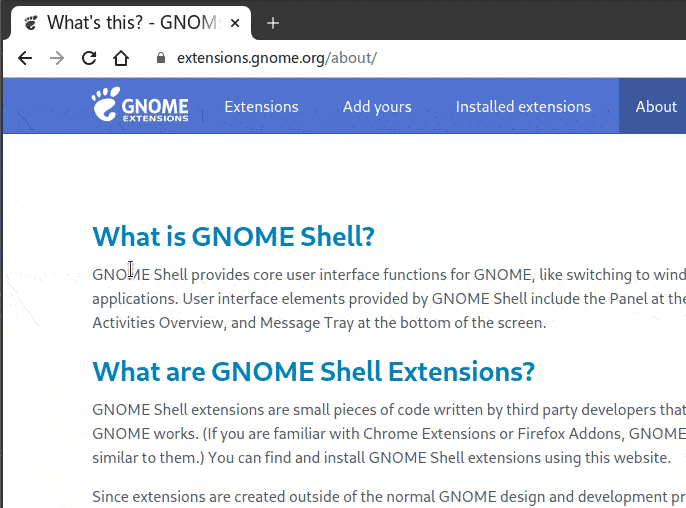 What's this? - GNOM
extensions.gnome.org/about/
GNOME
EXTENSIONS
Extensions
Add yours
Installed extensions
About
What is GNOME Shell?
GNOME Shell provides core user interface functions for GNOME, like switching to wind
applications. User interface elements provided by GNOME Shell include the Panel at the
Activities Overview, and Message Tray at the bottom of the screen.
What are GNOME Shell Extensions?
GNOME Shell extensions are small pieces of code written by third party developers that
GNOME works. (If you are familiar with Chrome Extensions or Firefox Addons, GNOME
similar to them.) You can find and install GNOME Shell extensions using this website.
Since extensions are created outside of the normal GNOME design and development pr